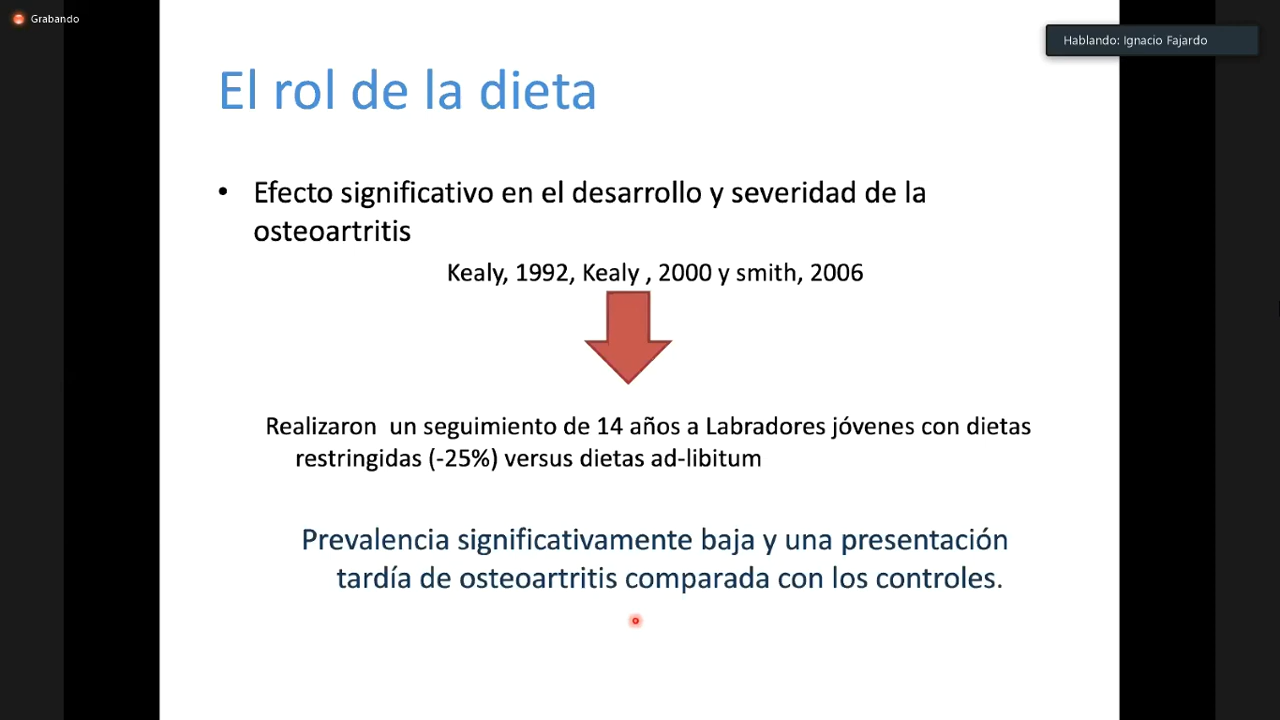 Grabando
Hablando: Ignacio Fajardo
El rol de la dieta
• Efecto significativo en el desarrollo y severidad de la
osteoartritis
Kealy, 1992, Kealy , 2000 y smith, 2006
Realizaron un seguimiento de 14 años a Labradores jóvenes con dietas
restringidas (-25%) versus dietas ad-libitum
Prevalencia significativamente baja y una presentación
tardía de osteoartritis comparada con los controles.